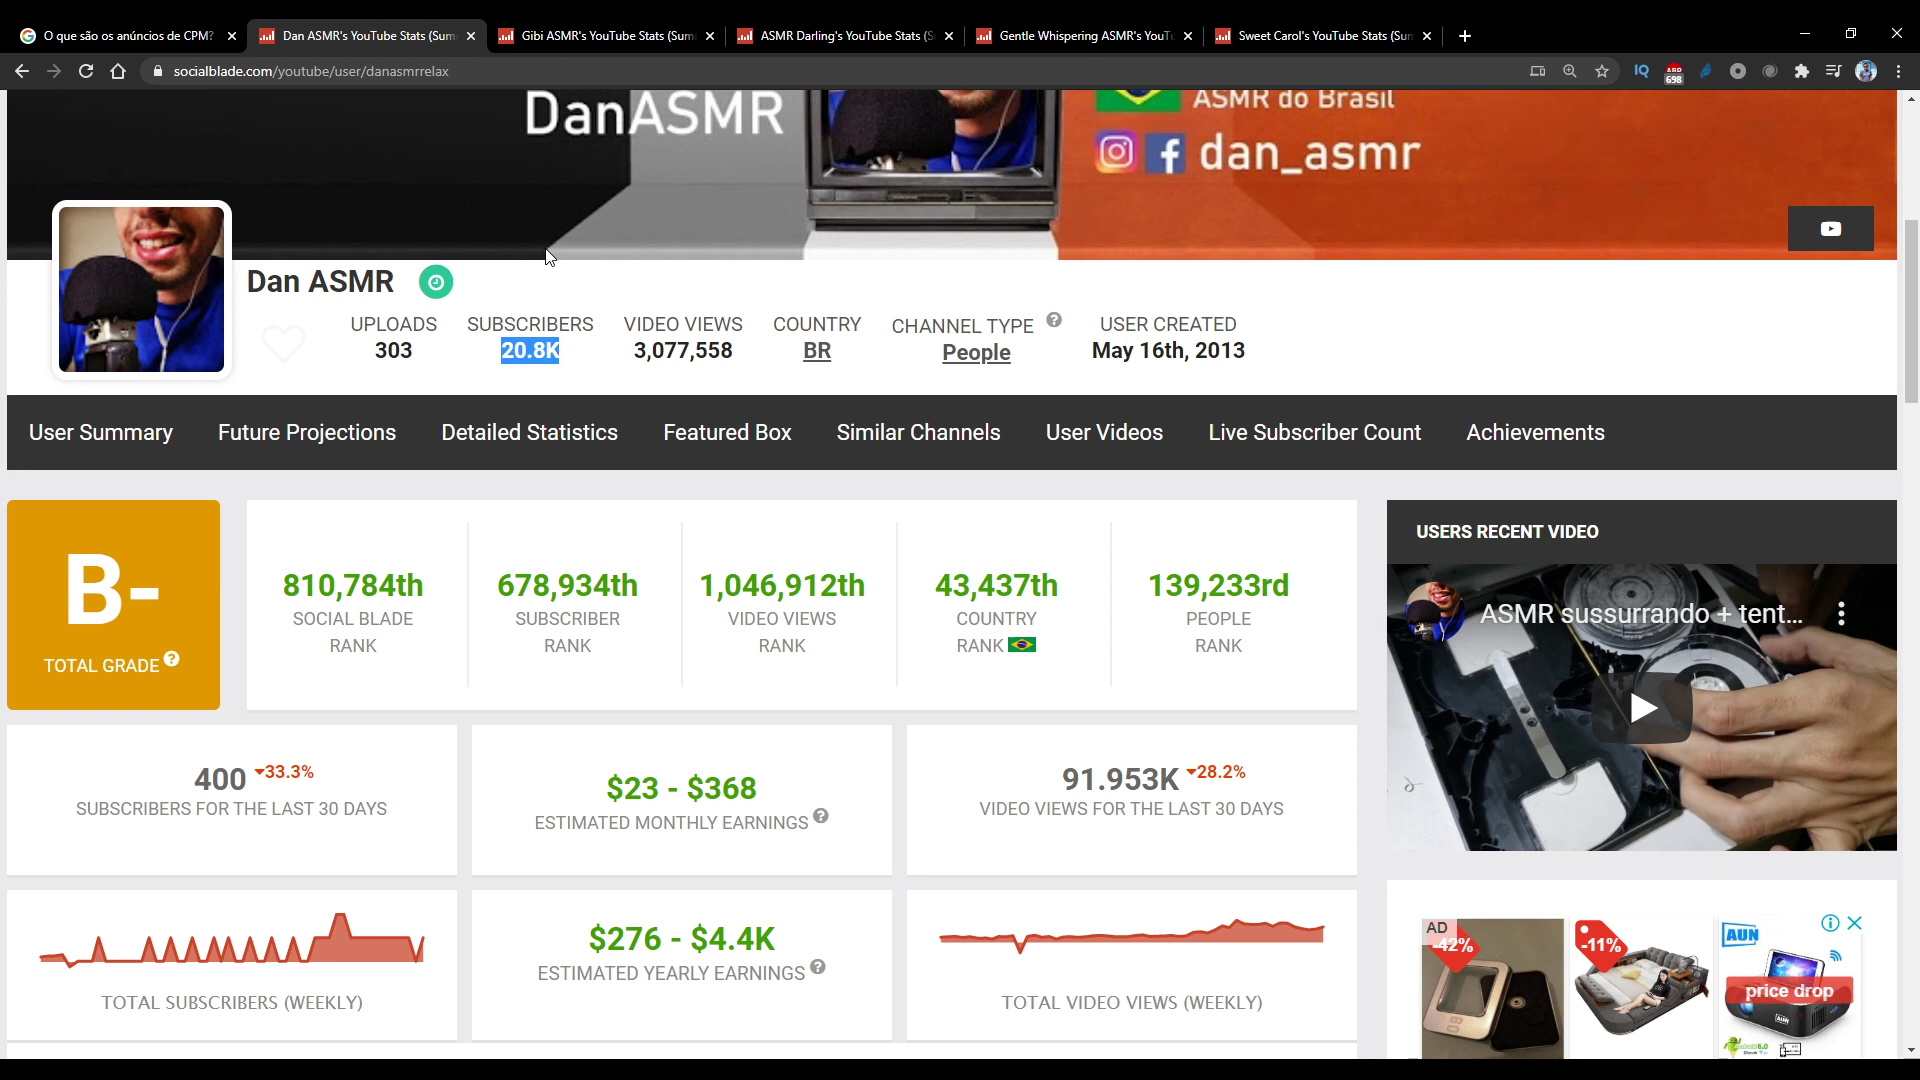 O que são os anúncios de CPM?
Dan ASMR's YouTube Stats (Sum
Gibi ASMR's YouTube Stats (Sum
ASMR Darling's YouTube Stats (S
Gentle Whispering ASMR's YouT
Sweet Carol's YouTube Stats (Sum
socialblade.com/youtube/user/danasmrrelax
IQ
ABD
698
DanASMR
ASMR do Brasil
dan_asmr
Dan ASMR
UPLOADS
303
SUBSCRIBERS
20.8K
VIDEO VIEWS
3,077,558
COUNTRY
BR
CHANNEL TYPE ?
People
USER CREATED
May 16th, 2013
User Summary Future Projections Detailed Statistics Featured Box Similar Channels User Videos Live Subscriber Count Achievements
B-
TOTAL GRADE ?
810,784th
SOCIAL BLADE
RANK
678,934th
SUBSCRIBER
RANK
1,046,912th
VIDEO VIEWS
RANK
43,437th
COUNTRY
RANK
139,233rd
PEOPLE
RANK
USERS RECENT VIDEO
ASMR sussurrando + tent...
400 33.3%
SUBSCRIBERS FOR THE LAST 30 DAYS
$23 - $368
ESTIMATED MONTHLY EARNINGS ?
91.953K 28.2%
VIDEO VIEWS FOR THE LAST 30 DAYS
TOTAL SUBSCRIBERS (WEEKLY)
$276 - $4.4K
ESTIMATED YEARLY EARNINGS ?
TOTAL VIDEO VIEWS (WEEKLY)
AD
-42%
-11%
AUN
price drop